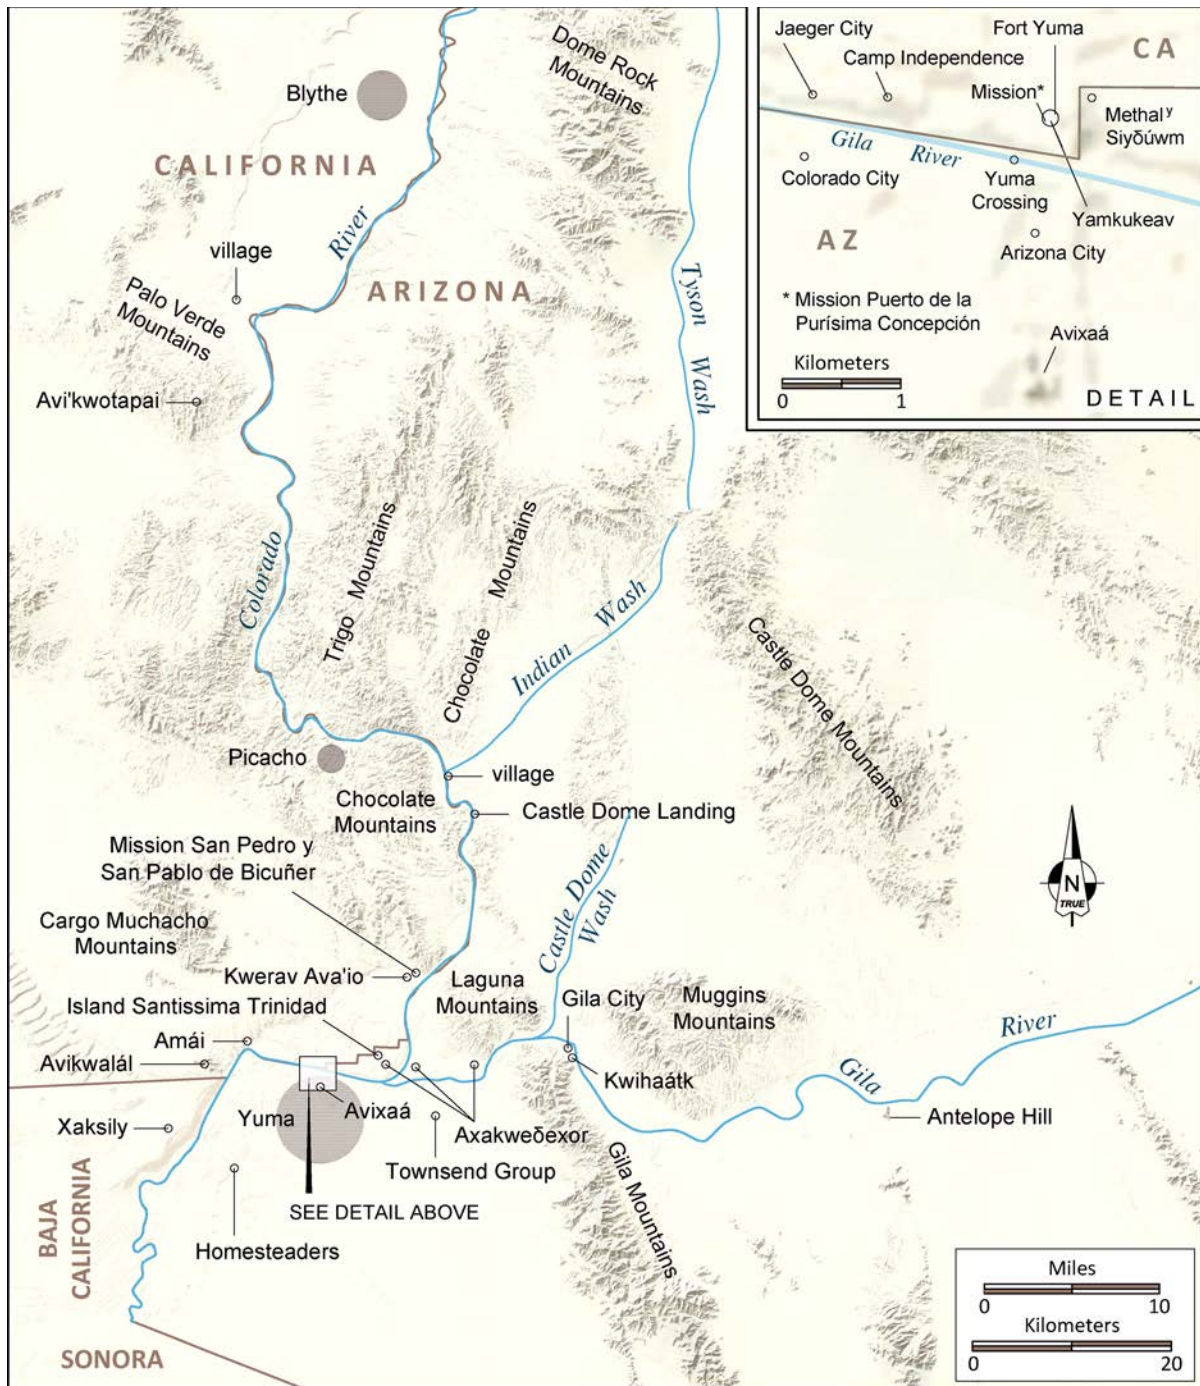 Dome Rock
Mountains
Blythe
CALIFORNIA
River
village
ARIZONA
Palo Verde
Mountains
Tyson Wash
Avi'kwotapai
Colorado
Trigo Mountains
Chocolate Mountains
Indian Wash
Castle Dome Mountains
Picacho
village
Chocolate
Mountains
Castle Dome Landing
Mission San Pedro y
San Pablo de Bicuñer
Castle Dome
Wash
N
TRUE
Cargo Muchacho
Mountains
Kwerav Ava'io
Laguna
Mountains
Gila City
Muggins
Mountains
Island Santissima Trinidad
River
Amái
Avikwalál
Kwihaátk
Gila
Antelope Hill
Xaksily
Yuma
Avixaá
Axakweδexor
Townsend Group
Gila Mountains
BAJA
CALIFORNIA
SEE DETAIL ABOVE
Homesteaders
SONORA
Miles
0 10
Kilometers
0 20
Jaeger City
Fort Yuma
CA
Camp Independence
Mission*
Methalʸ
Siyδúwm
Gila River
Colorado City
Yuma
Crossing
Yamkukeav
AZ
Arizona City
* Mission Puerto de la
Purísima Concepción
Avixaá
Kilometers
0 1
DETAIL